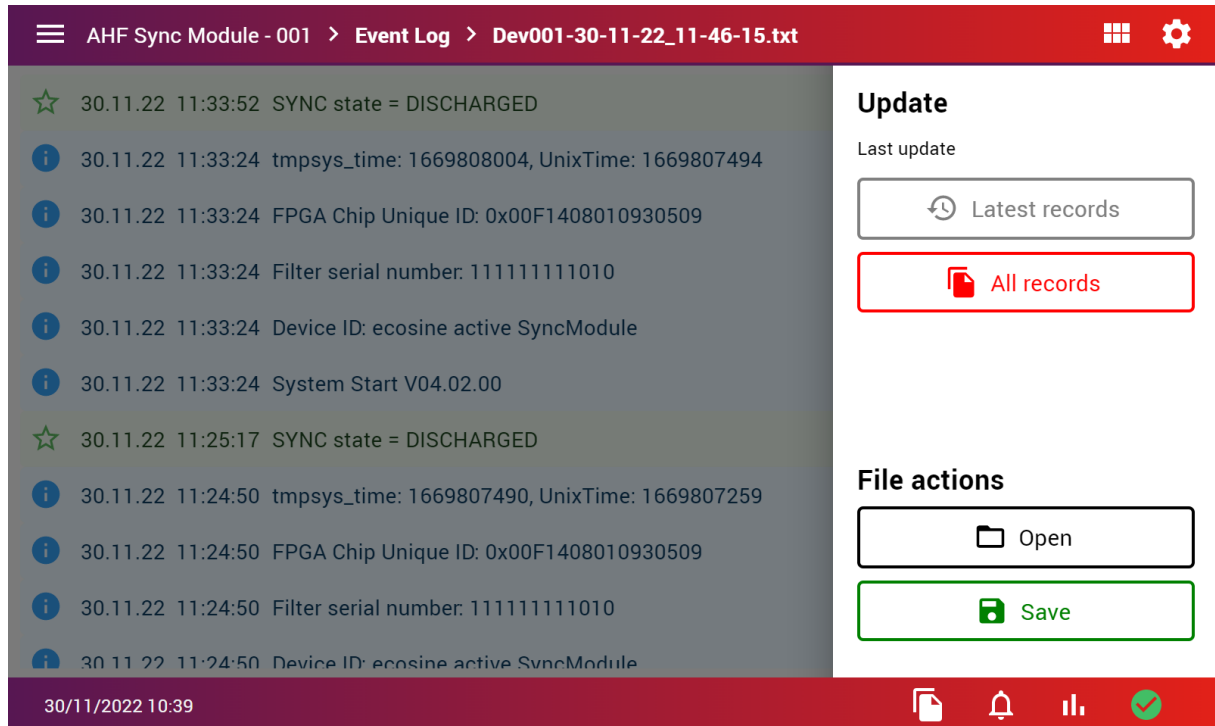 AHF Sync Module - 001 > Event Log > Dev001-30-11-22_11-46-15.txt
30.11.22 11:33:52 SYNC state = DISCHARGED
30.11.22 11:33:24 tmpsys_time: 1669808004, UnixTime: 1669807494
30.11.22 11:33:24 FPGA Chip Unique ID: 0x00F1408010930509
30.11.22 11:33:24 Filter serial number: 111111111010
30.11.22 11:33:24 Device ID: ecosine active SyncModule
30.11.22 11:33:24 System Start V04.02.00
30.11.22 11:25:17 SYNC state = DISCHARGED
30.11.22 11:24:50 tmpsys_time: 1669807490, UnixTime: 1669807259
30.11.22 11:24:50 FPGA Chip Unique ID: 0x00F1408010930509
30.11.22 11:24:50 Filter serial number: 111111111010
30.11.22 11:24:50 Device ID: ecosine active SyncModule
Update
Last update
Latest records
All records
File actions
Open
Save
30/11/2022 10:39